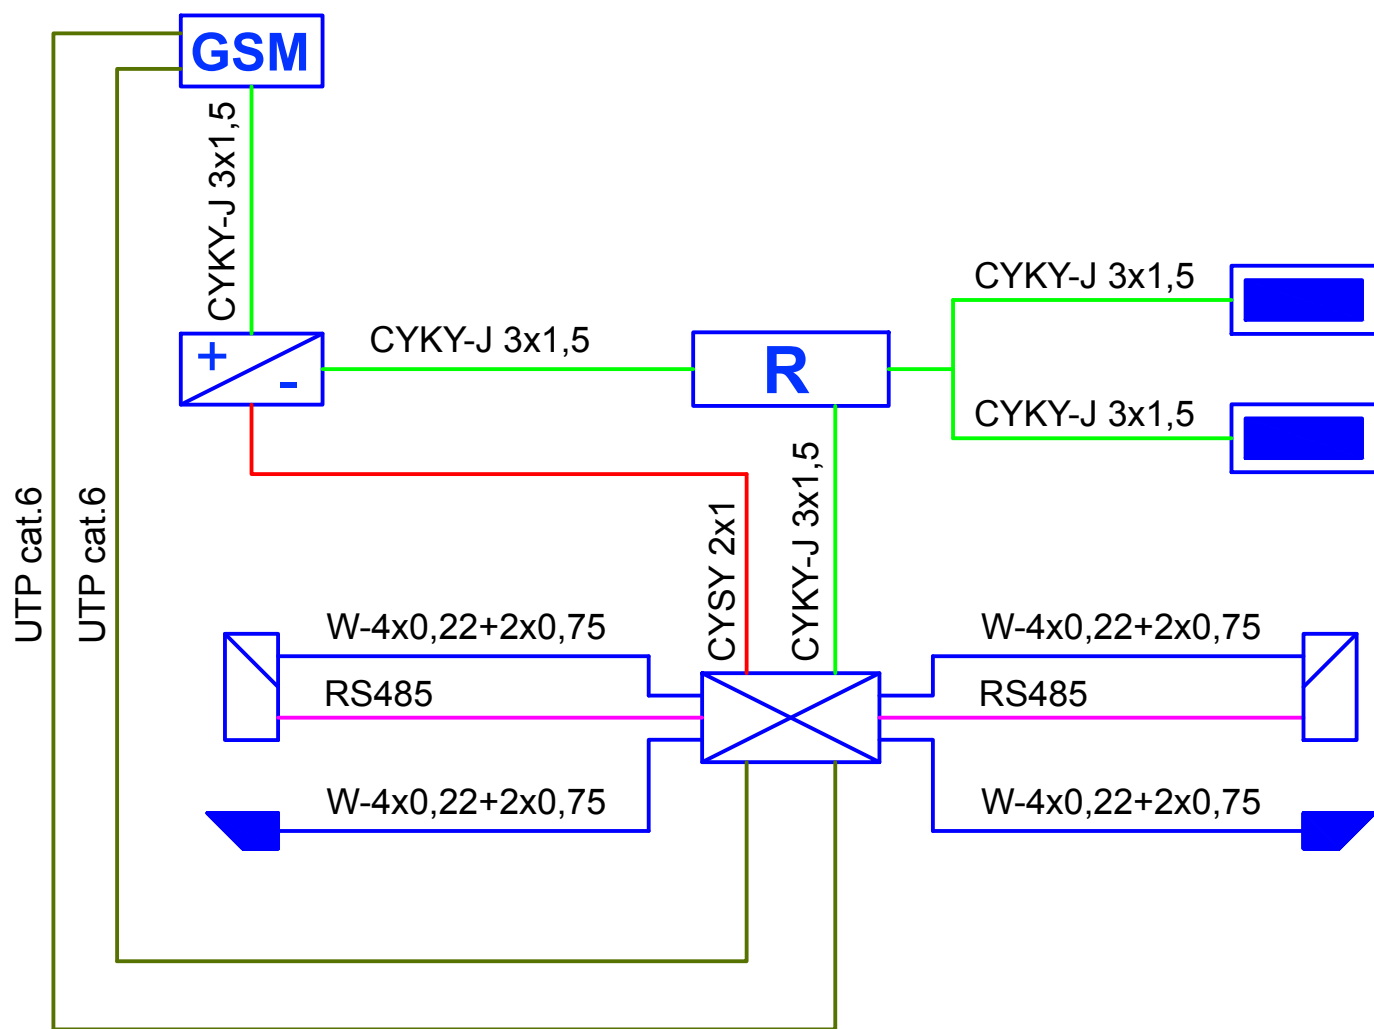 GSM
CYKY-J 3x1,5
CYKY-J 3x1,5
+
-
CYKY-J 3x1,5
R
CYKY-J 3x1,5
UTP cat.6
UTP cat.6
CYSY 2x1
CYKY-J 3x1,5
W-4x0,22+2x0,75
W-4x0,22+2x0,75
RS485
RS485
W-4x0,22+2x0,75
W-4x0,22+2x0,75